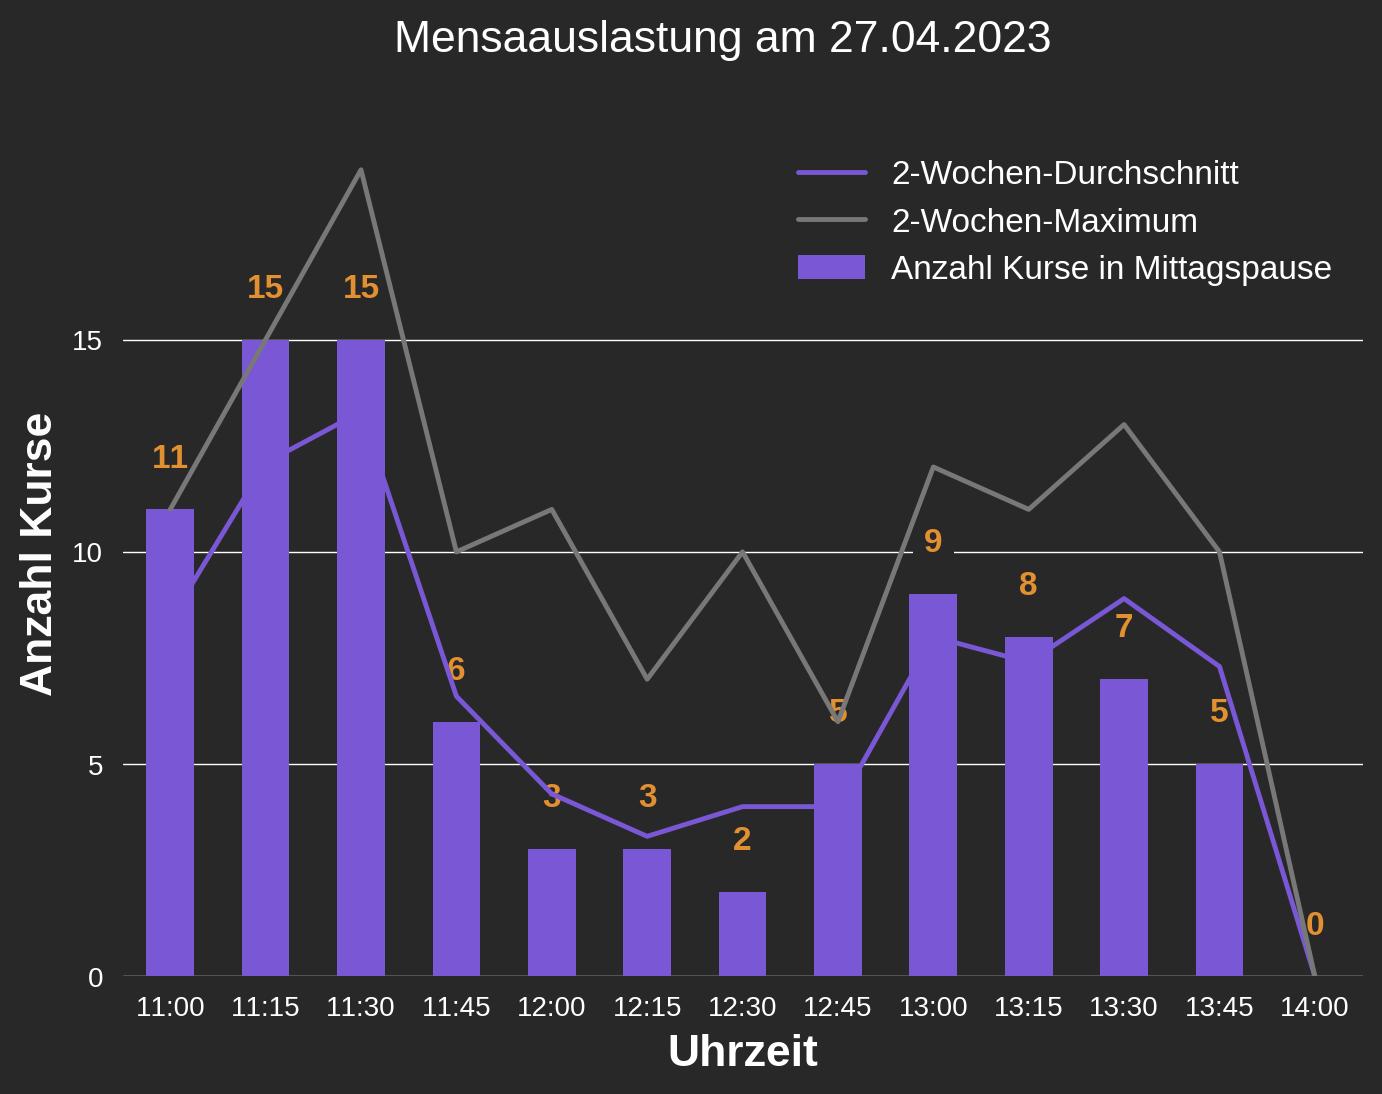 Mensaauslastung am 27.04.2023
2-Wochen-Durchschnitt
2-Wochen-Maximum
Anzahl Kurse in Mittagspause
Anzahl Kurse
15
10
5
0
11
15
15
6
3
3
2
5
9
8
7
5
0
11:00 11:15 11:30 11:45 12:00 12:15 12:30 12:45 13:00 13:15 13:30 13:45 14:00
Uhrzeit